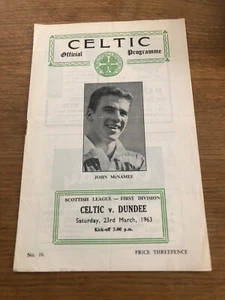 CELTIC
Official Programme
JOHN McNAMEE
SCOTTISH LEAGUE — FIRST DIVISION
CELTIC v. DUNDEE
Saturday, 23rd March, 1963
Kick-off 3.00 p.m.
PRICE THREEPENCE